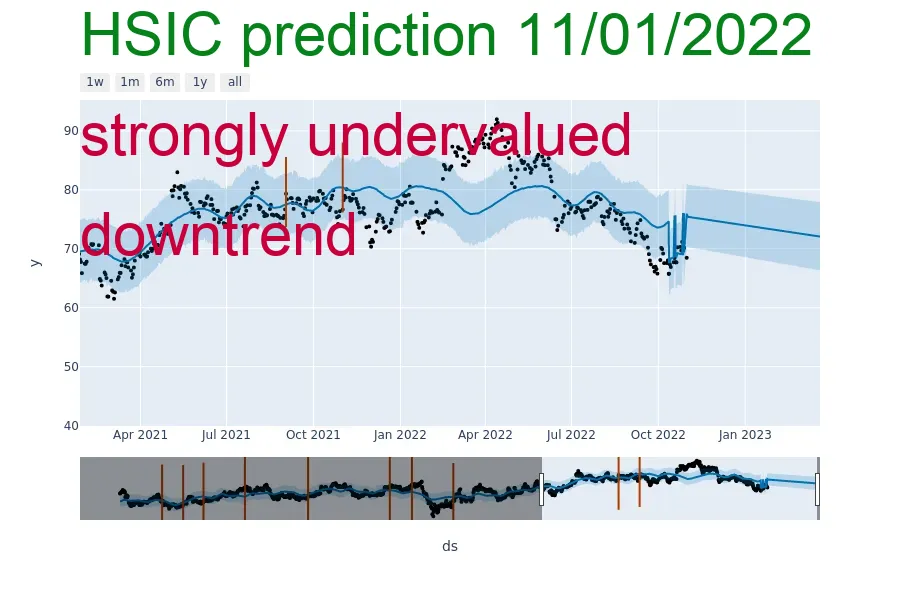 HSIC prediction 11/01/2022
1w 1m 6m 1y all
strongly undervalued
downtrend
90
80
70
60
50
40
y
Apr 2021 Jul 2021 Oct 2021 Jan 2022 Apr 2022 Jul 2022 Oct 2022 Jan 2023
ds